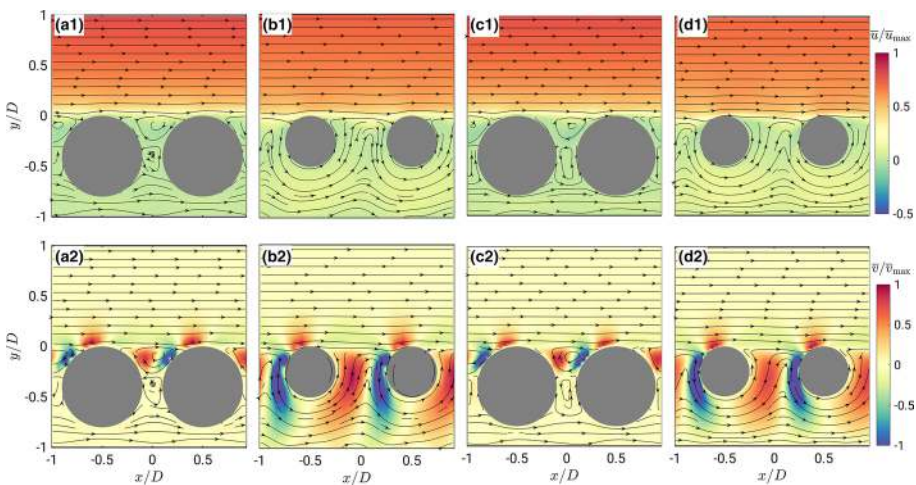 (a1) (b1) (c1) (d1) u̅/u̅max
1 1
0.5 0.5
y/D 0 0
-0.5
-1 -0.5
(a2) (b2) (c2) (d2) v̅/v̅max
1 1
0.5 0.5
y/D 0 0
-0.5 -0.5
-1 -1
-1 -0.5 0 0.5 -1 -0.5 0 0.5 -1 -0.5 0 0.5 -1 -0.5 0 0.5
x/D x/D x/D x/D